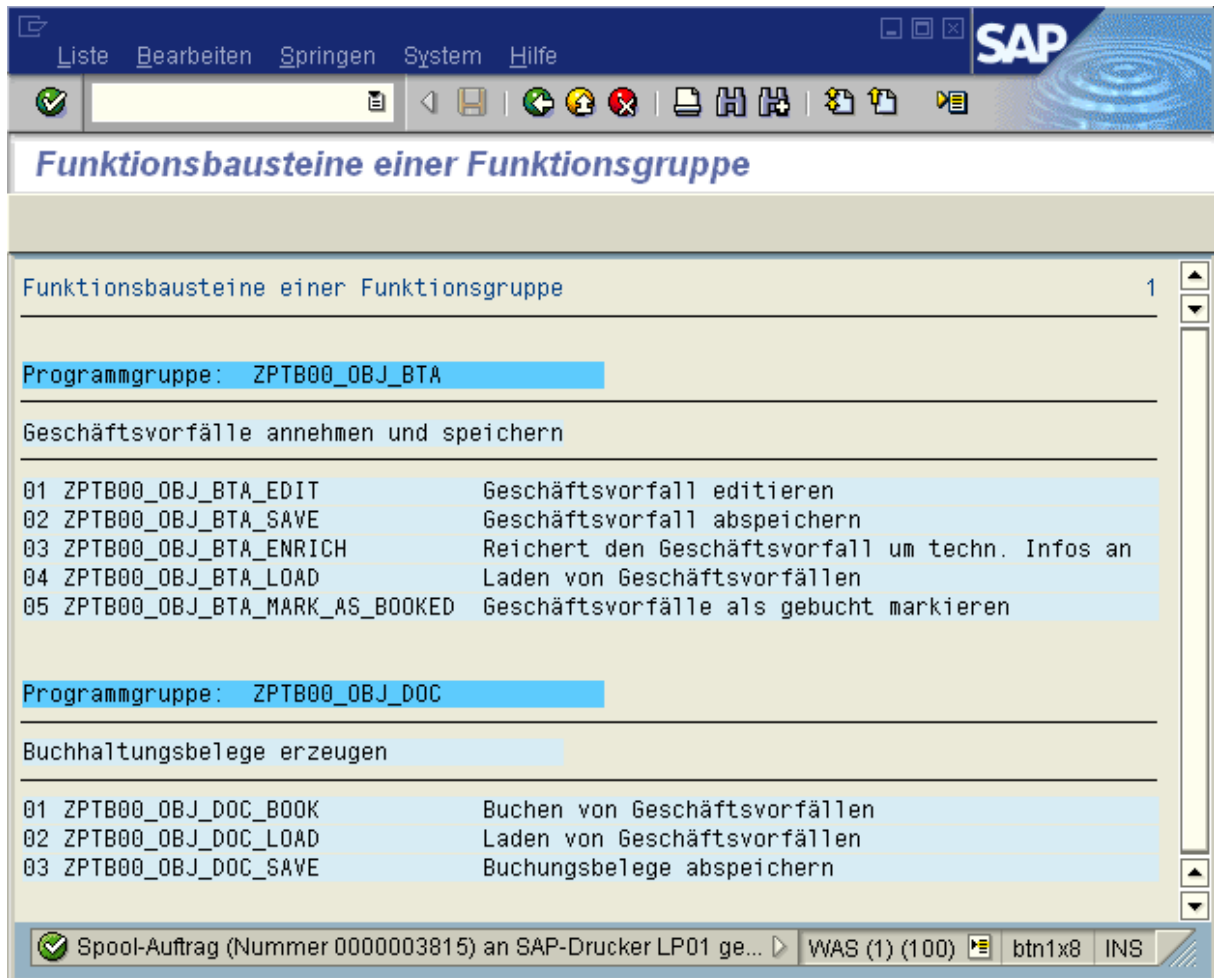 Liste Bearbeiten Springen System Hilfe
SAP
Funktionsbausteine einer Funktionsgruppe
Funktionsbausteine einer Funktionsgruppe 1
Programmgruppe: ZPTB00_OBJ_BTA
Geschäftsvorfälle annehmen und speichern
01 ZPTB00_OBJ_BTA_EDIT Geschäftsvorfall editieren
02 ZPTB00_OBJ_BTA_SAVE Geschäftsvorfall abspeichern
03 ZPTB00_OBJ_BTA_ENRICH Reichert den Geschäftsvorfall um techn. Infos an
04 ZPTB00_OBJ_BTA_LOAD Laden von Geschäftsvorfällen
05 ZPTB00_OBJ_BTA_MARK_AS_BOOKED Geschäftsvorfälle als gebucht markieren
Programmgruppe: ZPTB00_OBJ_DOC
Buchhaltungsbelege erzeugen
01 ZPTB00_OBJ_DOC_BOOK Buchen von Geschäftsvorfällen
02 ZPTB00_OBJ_DOC_LOAD Laden von Geschäftsvorfällen
03 ZPTB00_OBJ_DOC_SAVE Buchungsbelege abspeichern
Spool-Auftrag (Nummer 0000003815) an SAP-Drucker LP01 ge... WAS (1) (100) btn1x8 INS